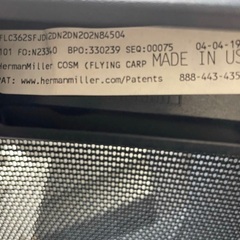 FLC362SFJDN2DN2DN2O2N84504
101 FO:N23340 BPO:330239 SEQ:00075 04-04-19
HermanMiller COSM (FLYING CARP MADE IN US
PAT: www.hermanmiller.com/Patents 888-443-435